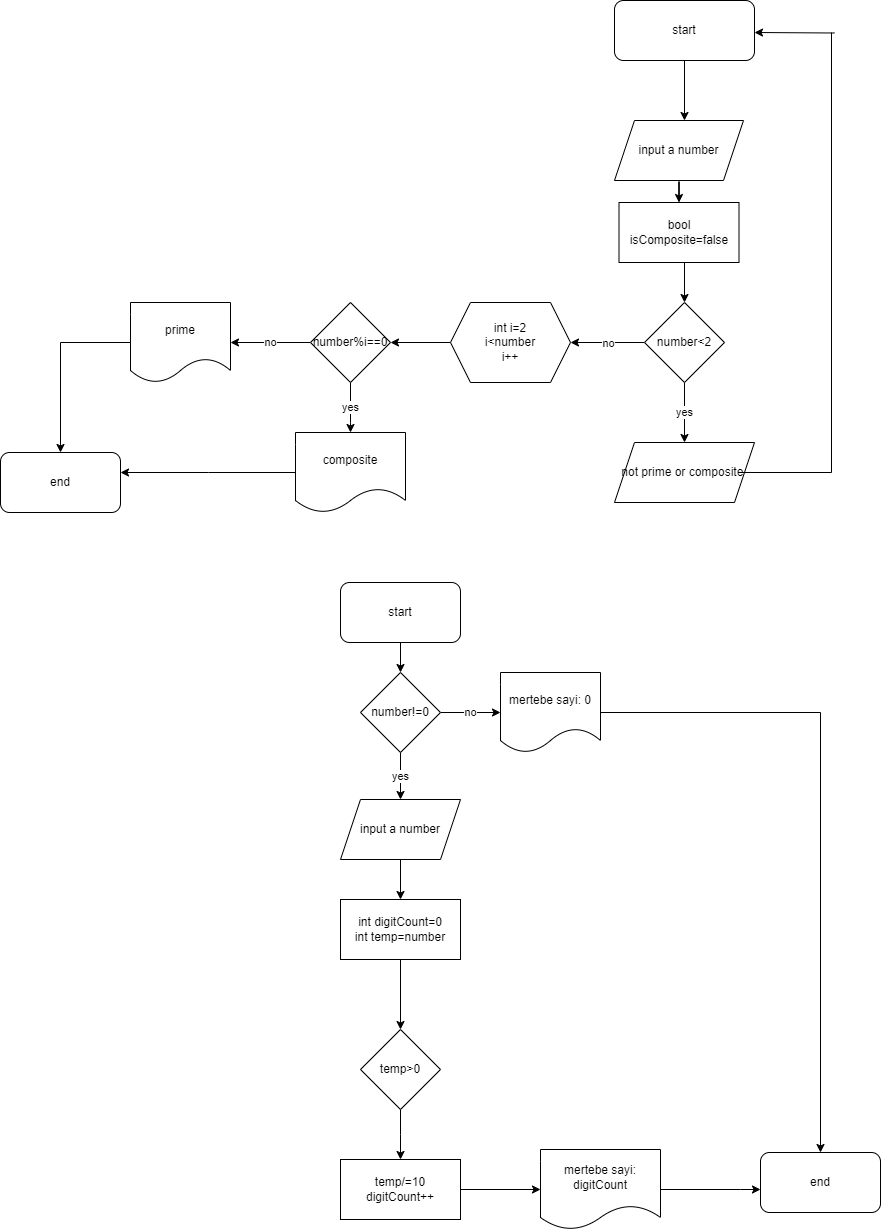 start
input a number
bool
isComposite=false
number<2
no
int i=2
i<number
i++
number%i==0
no
prime
yes
yes
composite
not prime or composite
end
start
number!=0
no
mertebe sayi: 0
yes
input a number
int digitCount=0
int temp=number
temp>0
temp/=10
digitCount++
mertebe sayi:
digitCount
end